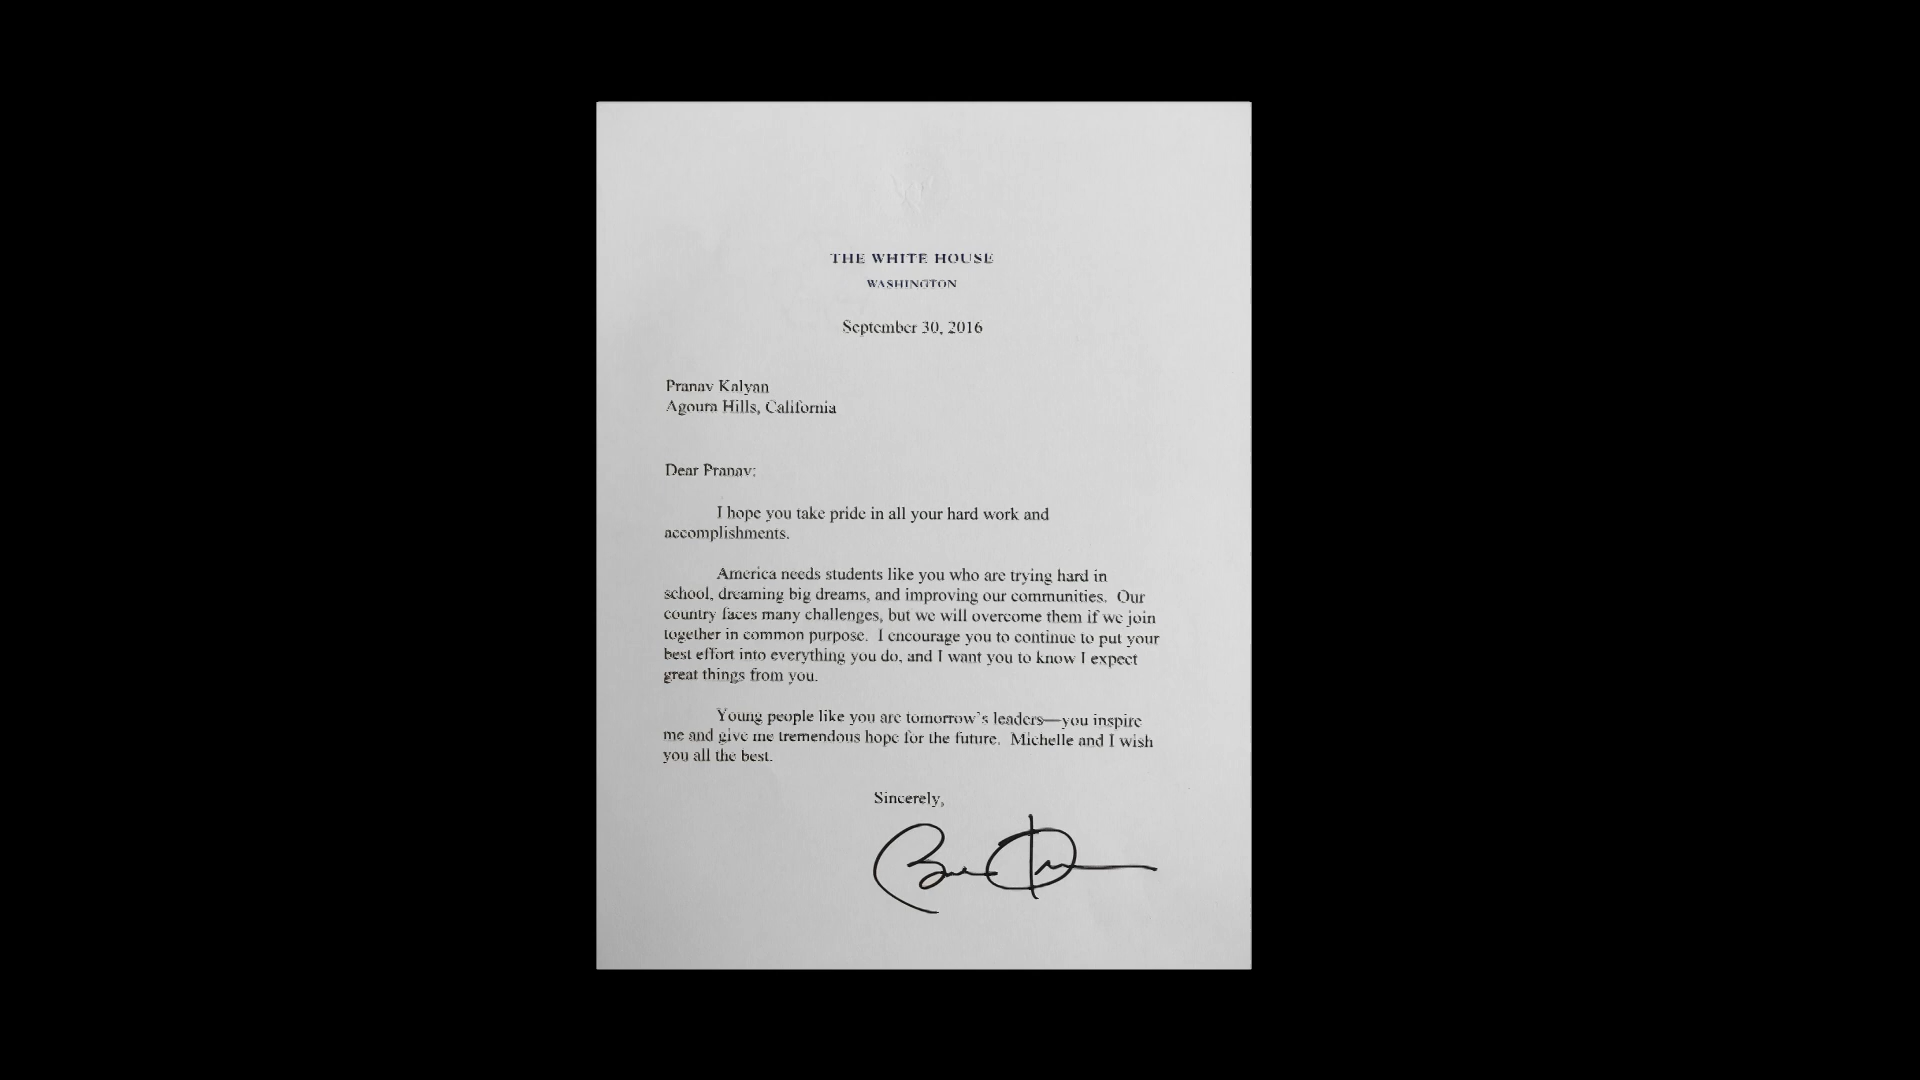 THE WHITE HOUSE
WASHINGTON
September 30, 2016
Pranav Kalyan
Agoura Hills, California
Dear Pranav:
I hope you take pride in all your hard work and
accomplishments.
America needs students like you who are trying hard in
school, dreaming big dreams, and improving our communities.  Our
country faces many challenges, but we will overcome them if we join
together in common purpose.  I encourage you to continue to put your
best effort into everything you do, and I want you to know I expect
great things from you.
Young people like you are tomorrow's leaders—you inspire
me and give me tremendous hope for the future.  Michelle and I wish
you all the best.
Sincerely,